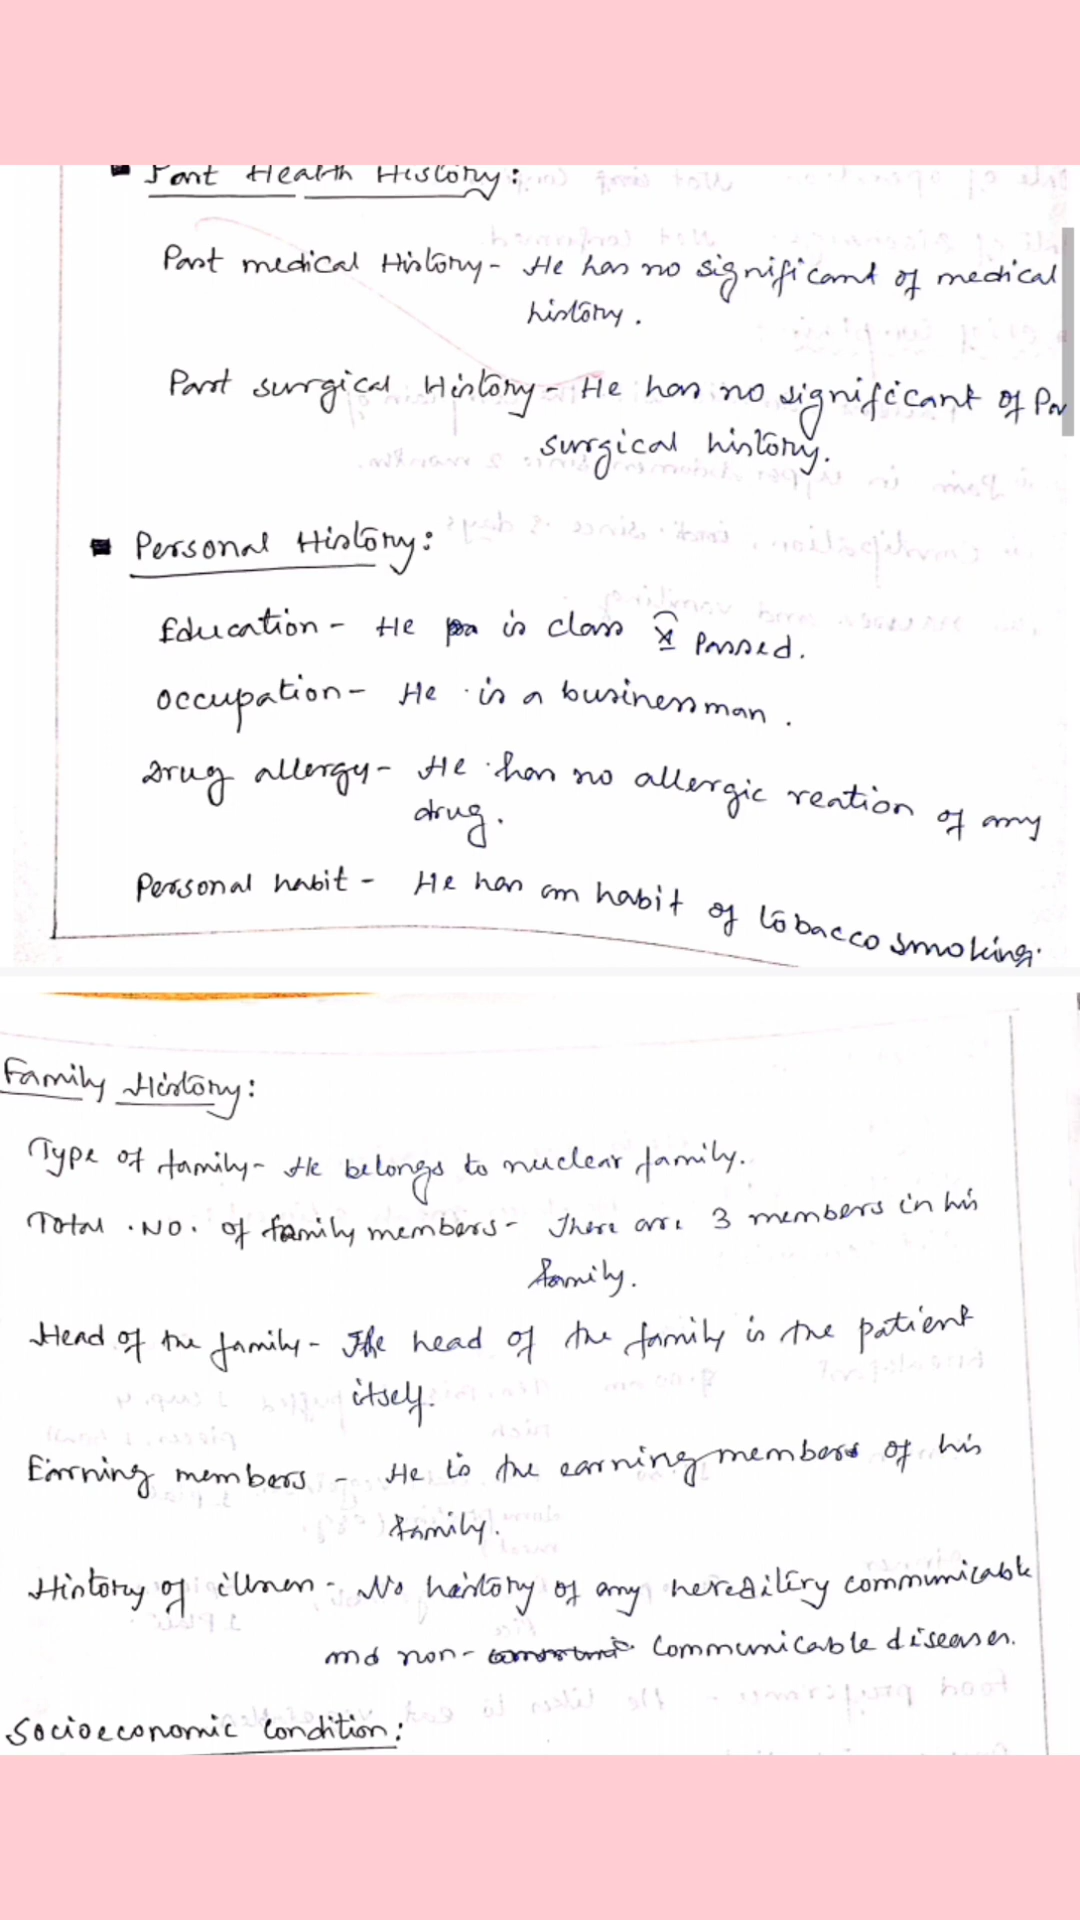 Past Health History:
Past medical History- He has no significant of medical
history.
Past surgical History- He has no significant of Pas
surgical history.
Personal History:
Education- He is class X Passed.
Occupation- He is a businessman.
Drug allergy- He has no allergic reation of any
drug.
Personal habit- He has an habit of tobacco smoking.
Family History:
Type of family- He belongs to nuclear family.
Total No. of family members- There are 3 members in his
family.
Head of the family- The head of the family is the patient
itself.
Earning members - He is the earning members of his
family.
History of illness- No history of any hereditery communicable
and non- communicable diseases.
Socioeconomic Condition: